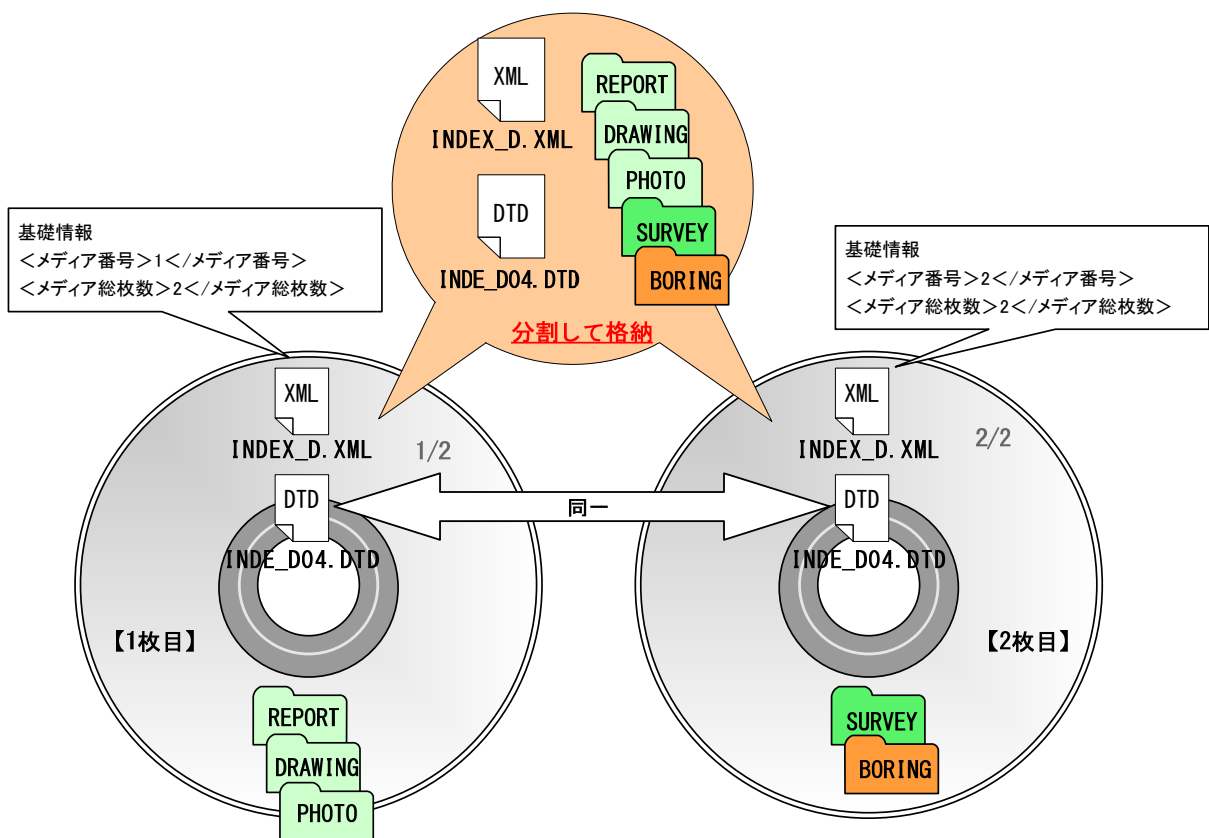 XML
INDEX_D.XML
DTD
INDE_D04.DTD
REPORT
DRAWING
PHOTO
SURVEY
BORING
分割して格納
基礎情報
<メディア番号>1</メディア番号>
<メディア総枚数>2</メディア総枚数>
基礎情報
<メディア番号>2</メディア番号>
<メディア総枚数>2</メディア総枚数>
XML
INDEX_D.XML
1/2
DTD
INDE_D04.DTD
【1枚目】
REPORT
DRAWING
PHOTO
同一
XML
INDEX_D.XML
2/2
DTD
INDE_D04.DTD
【2枚目】
SURVEY
BORING